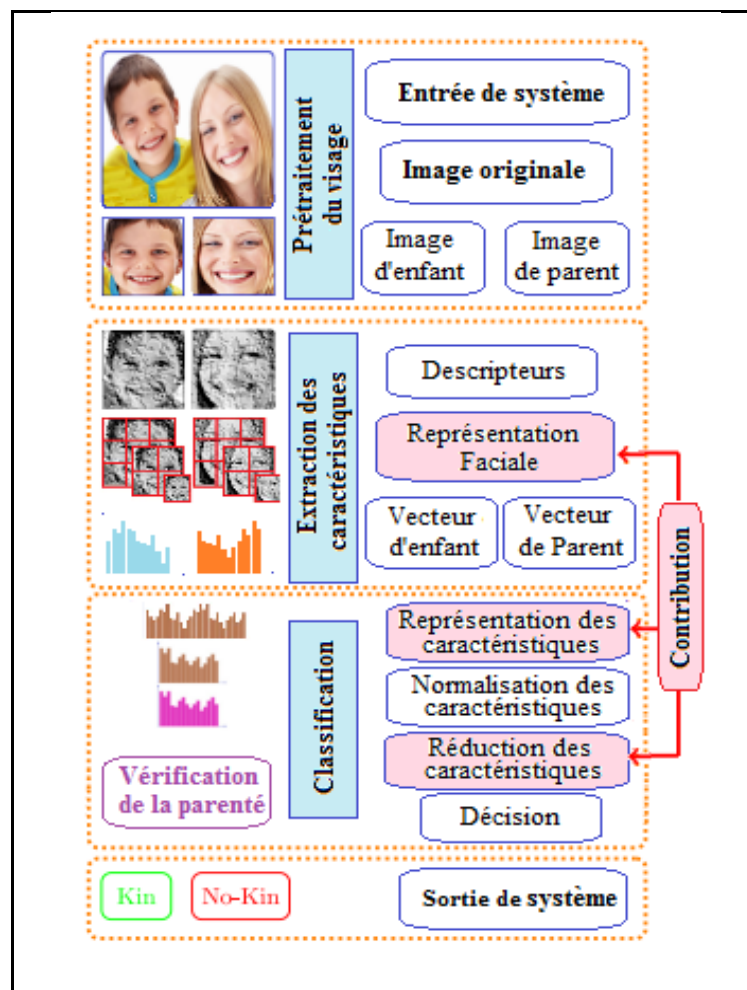 Prétraitement
du visage
Entrée de système
Image originale
Image
d'enfant
Image
de parent
Extraction des
caractéristiques
Descripteurs
Représentation
Faciale
Vecteur
d'enfant
Vecteur
de Parent
Contribution
Classification
Représentation des
caractéristiques
Normalisation des
caractéristiques
Réduction des
caractéristiques
Décision
Vérification
de la parenté
Kin
No-Kin
Sortie de système